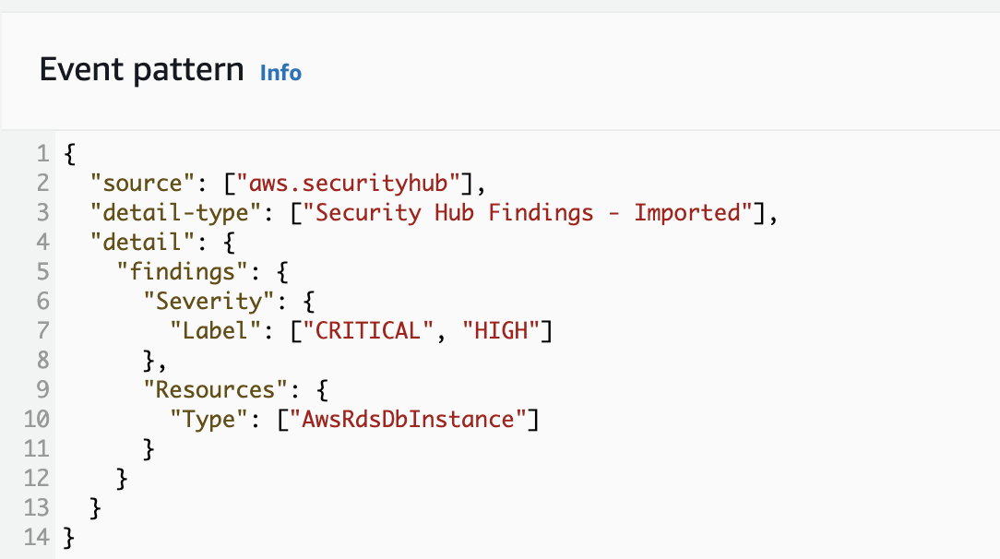 Event pattern Info
1 {
2   "source": ["aws.securityhub"],
3   "detail-type": ["Security Hub Findings - Imported"],
4   "detail": {
5     "findings": {
6       "Severity": {
7         "Label": ["CRITICAL", "HIGH"]
8       },
9       "Resources": {
10         "Type": ["AwsRdsDbInstance"]
11       }
12     }
13   }
14 }